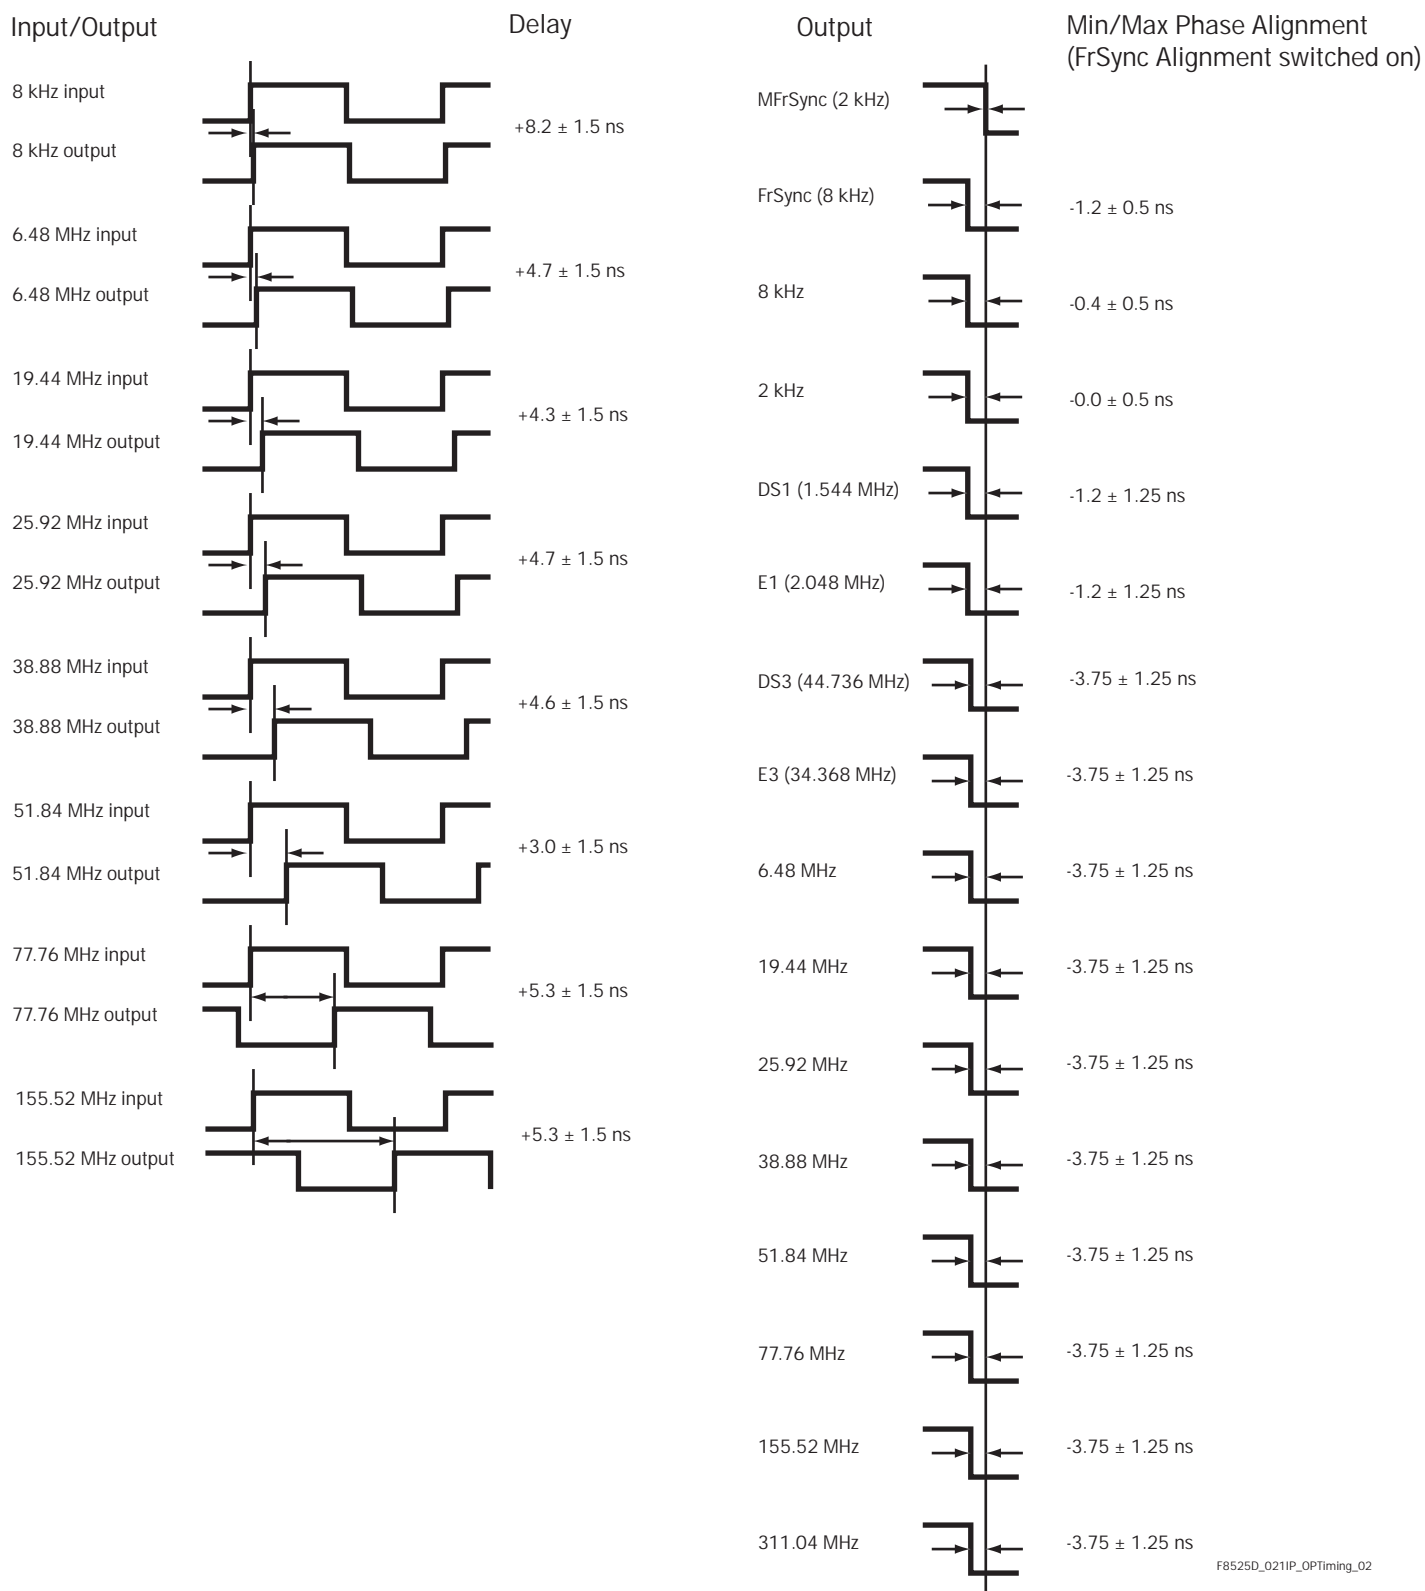 Input/Output
Delay
8 kHz input
+8.2 ± 1.5 ns
8 kHz output
6.48 MHz input
+4.7 ± 1.5 ns
6.48 MHz output
19.44 MHz input
+4.3 ± 1.5 ns
19.44 MHz output
25.92 MHz input
+4.7 ± 1.5 ns
25.92 MHz output
38.88 MHz input
+4.6 ± 1.5 ns
38.88 MHz output
51.84 MHz input
+3.0 ± 1.5 ns
51.84 MHz output
77.76 MHz input
+5.3 ± 1.5 ns
77.76 MHz output
155.52 MHz input
+5.3 ± 1.5 ns
155.52 MHz output
Output
Min/Max Phase Alignment
(FrSync Alignment switched on)
MFrSync (2 kHz)
FrSync (8 kHz)
-1.2 ± 0.5 ns
8 kHz
-0.4 ± 0.5 ns
2 kHz
-0.0 ± 0.5 ns
DS1 (1.544 MHz)
-1.2 ± 1.25 ns
E1 (2.048 MHz)
-1.2 ± 1.25 ns
DS3 (44.736 MHz)
-3.75 ± 1.25 ns
E3 (34.368 MHz)
-3.75 ± 1.25 ns
6.48 MHz
-3.75 ± 1.25 ns
19.44 MHz
-3.75 ± 1.25 ns
25.92 MHz
-3.75 ± 1.25 ns
38.88 MHz
-3.75 ± 1.25 ns
51.84 MHz
-3.75 ± 1.25 ns
77.76 MHz
-3.75 ± 1.25 ns
155.52 MHz
-3.75 ± 1.25 ns
311.04 MHz
-3.75 ± 1.25 ns
F8525D_021IP_OPTiming_02